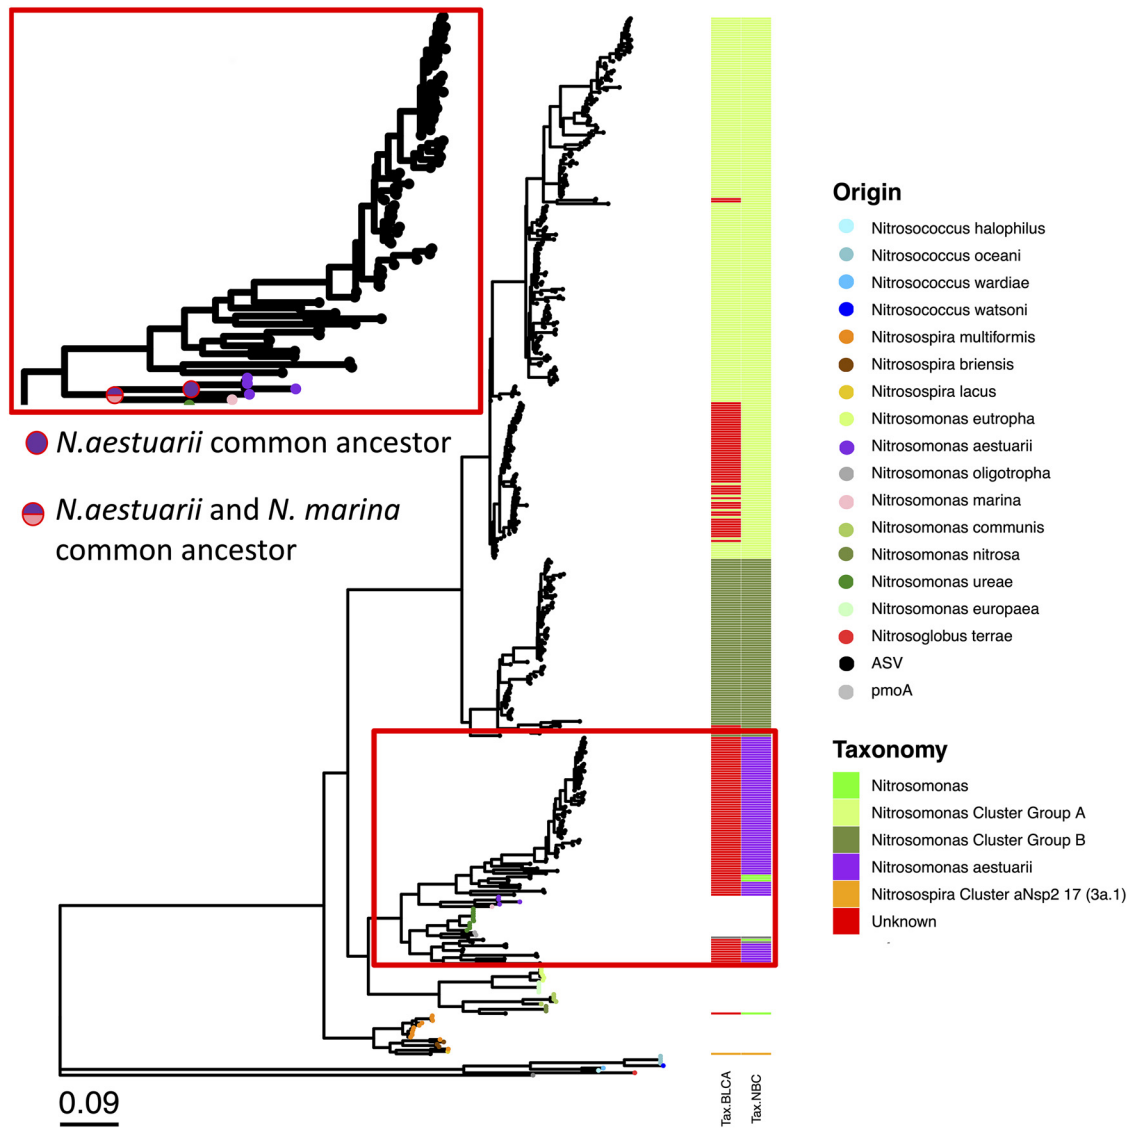 N.aestuarii common ancestor
N.aestuarii and N. marina
common ancestor
Origin
Nitrosococcus halophilus
Nitrosococcus oceani
Nitrosococcus wardiae
Nitrosococcus watsoni
Nitrosospira multiformis
Nitrosospira briensis
Nitrosospira lacus
Nitrosomonas eutropha
Nitrosomonas aestuarii
Nitrosomonas oligotropha
Nitrosomonas marina
Nitrosomonas communis
Nitrosomonas nitrosa
Nitrosomonas ureae
Nitrosomonas europaea
Nitrosoglobus terrae
ASV
pmoA
Taxonomy
Nitrosomonas
Nitrosomonas Cluster Group A
Nitrosomonas Cluster Group B
Nitrosomonas aestuarii
Nitrosospira Cluster aNsp2 17 (3a.1)
Unknown
0.09
Tax.BLCA
Tax.NBC